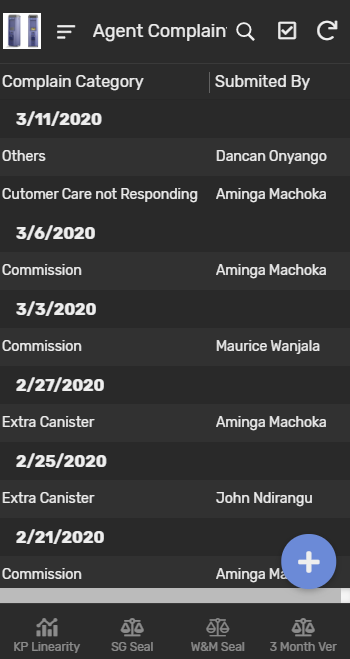 Agent Complain
Complain Category Submited By
3/11/2020
Others Dancan Onyango
Cutomer Care not Responding Aminga Machoka
3/6/2020
Commission Aminga Machoka
3/3/2020
Commission Maurice Wanjala
2/27/2020
Extra Canister Aminga Machoka
2/25/2020
Extra Canister John Ndirangu
2/21/2020
Commission Aminga Ma
KP Linearity SG Seal W&M Seal 3 Month Ver